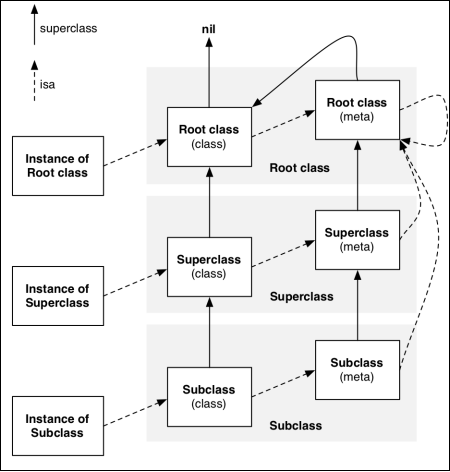 superclass
isa
nil
Root class
(class)
Root class
(meta)
Instance of
Root class
Root class
Superclass
(class)
Superclass
(meta)
Instance of
Superclass
Superclass
Subclass
(class)
Subclass
(meta)
Instance of
Subclass
Subclass